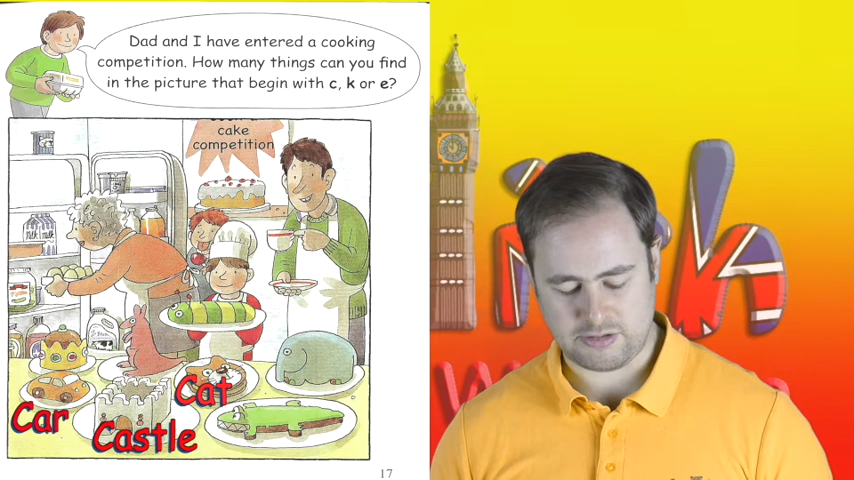 Dad and I have entered a cooking
competition. How many things can you find
in the picture that begin with c, k or e?
cake
competition
Cat
Car
Castle
17